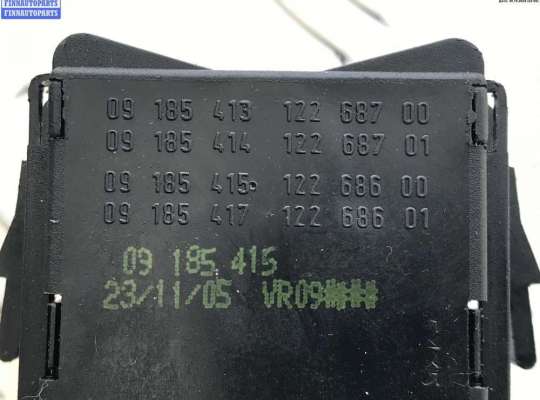 FINNAUTOPARTS
FINNAUTOPARTS
09 185 413 122 687 00
09 185 414 122 687 01
09 185 415 122 686 00
09 185 417 122 686 01
09 185 415
23/11/05 VR09####